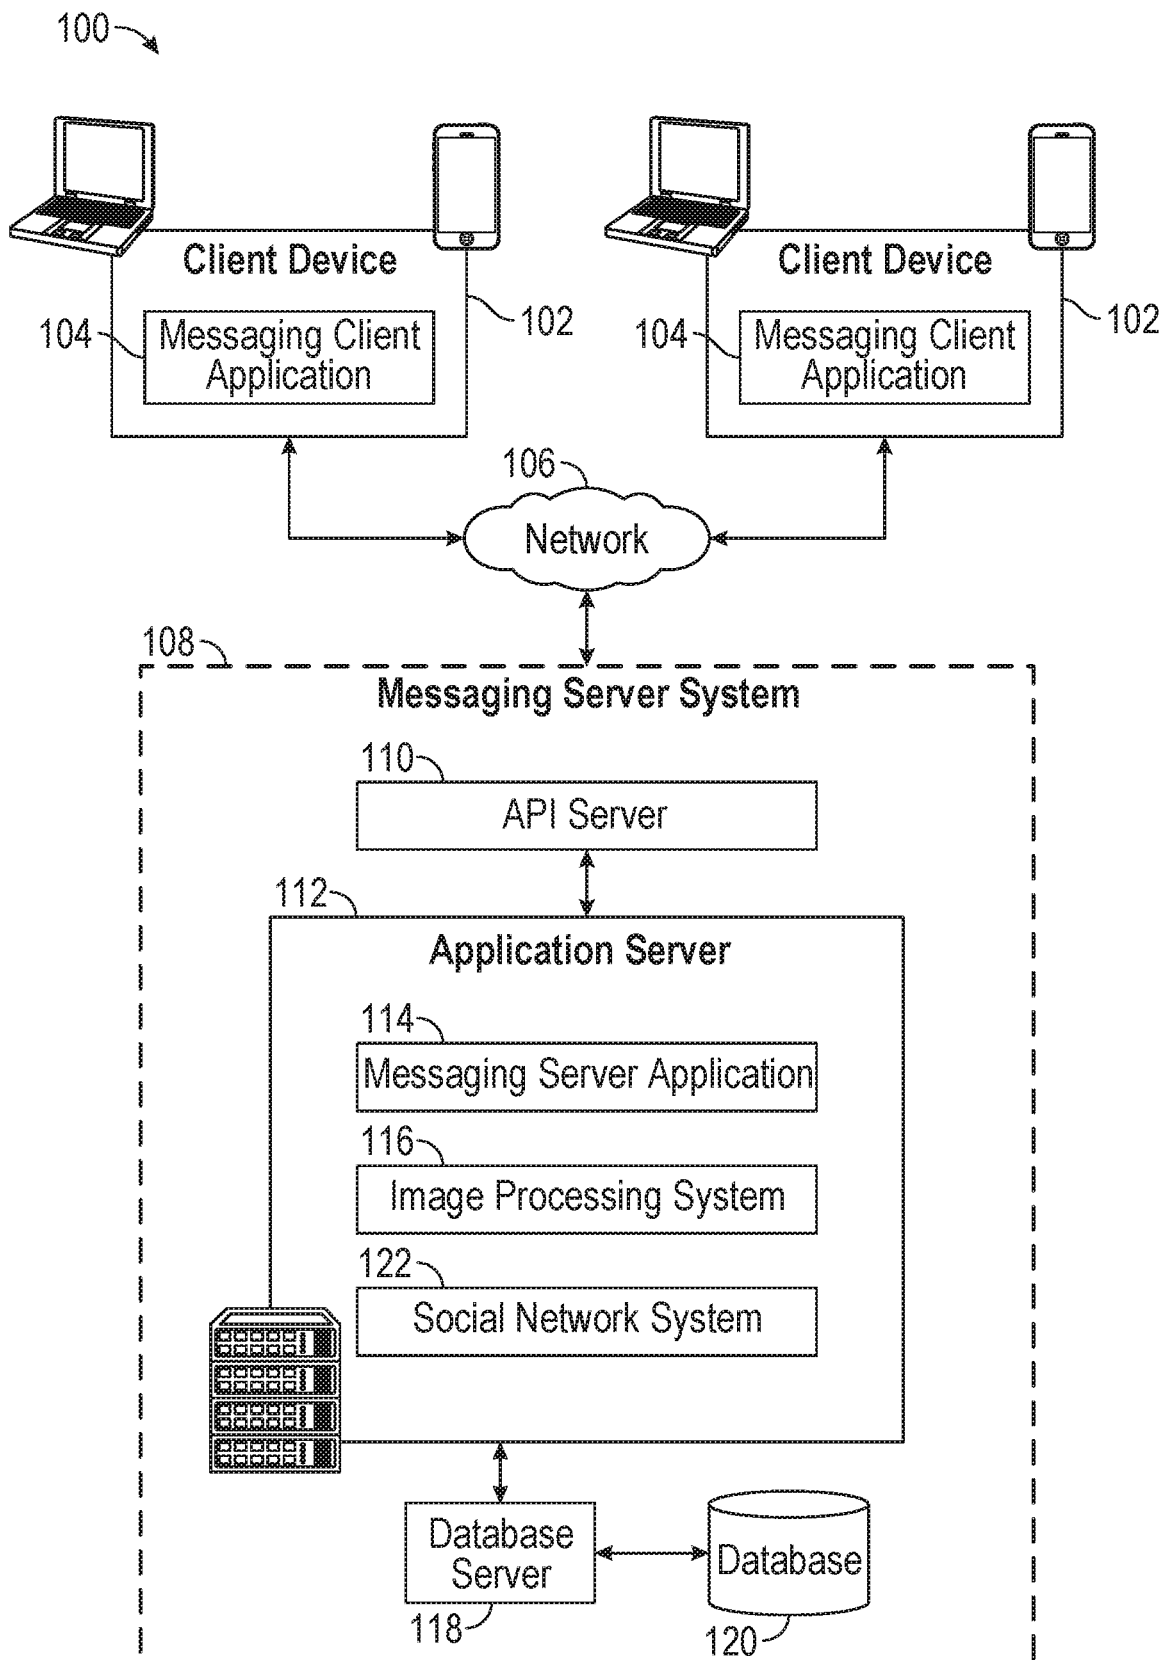 100
Client Device
Client Device
102
102
104
Messaging Client
Application
104
Messaging Client
Application
106
Network
108
Messaging Server System
110
API Server
112
Application Server
114
Messaging Server Application
116
Image Processing System
122
Social Network System
Database
Server
Database
118
120